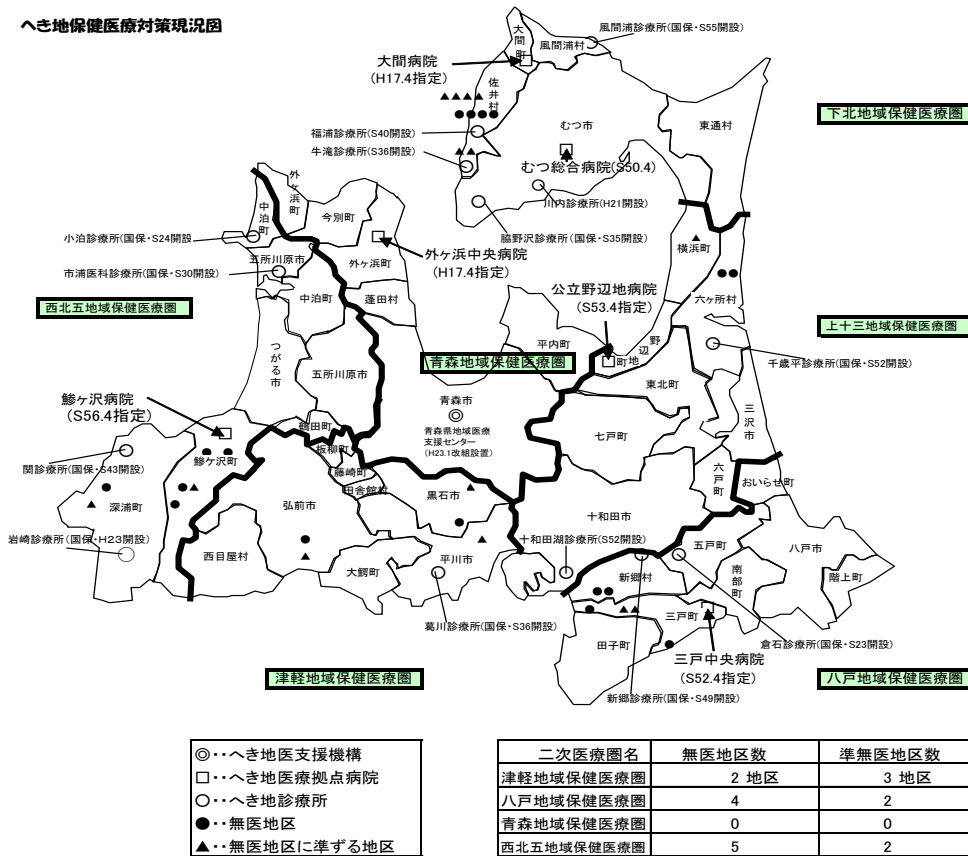 へき地保健医療対策現況図
風間浦診療所(国保・S55開設)
大間町
風間浦村
大間病院
(H17.4指定)
佐井村
下北地域保健医療圏
東通村
むつ市
福浦診療所(S40開設)
牛滝診療所(S36開設)
むつ総合病院(S50.4)
川内診療所(H21開設)
脇野沢診療所(国保・S35開設)
外ヶ浜町
中泊町
今別町
小泊診療所(国保・S24開設
外ヶ浜中央病院
(H17.4指定)
横浜町
五所川原市
市浦医科診療所(国保・S30開設)
外ヶ浜町
中泊町
蓬田村
公立野辺地病院
(S53.4指定)
六ヶ所村
西北五地域保健医療圏
上十三地域保健医療圏
平内町
野辺地町
千歳平診療所(国保・S52開設)
つがる市
五所川原市
青森地域保健医療圏
東北町
三沢市
青森市
青森県地域医療
支援センター
(H23.1改組設置)
鰺ヶ沢病院
(S56.4指定)
鶴田町
板柳町
七戸町
六戸町
おいらせ町
関診療所(国保・S43開設)
鰺ケ沢町
藤崎町
田舎館村
深浦町
弘前市
黒石市
十和田市
岩崎診療所(国保・H23開設)
西目屋村
大鰐町
平川市
十和田湖診療所(S52開設)
五戸町
八戸市
新郷村
南部町
階上町
葛川診療所(国保・S36開設)
三戸町
田子町
倉石診療所(国保・S23開設)
三戸中央病院
(S52.4指定)
津軽地域保健医療圏
八戸地域保健医療圏
新郷診療所(国保・S49開設)
◎‥へき地医支援機構
□‥へき地医療拠点病院
○‥へき地診療所
●‥無医地区
▲‥無医地区に準ずる地区
二次医療圏名 無医地区数 準無医地区数
津軽地域保健医療圏 2 地区 3 地区
八戸地域保健医療圏 4 2
青森地域保健医療圏 0 0
西北五地域保健医療圏 5 2